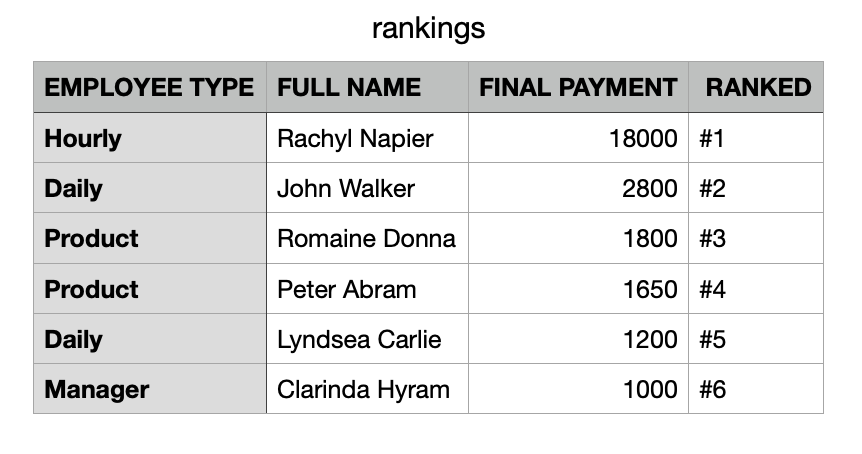 rankings
EMPLOYEE TYPE FULL NAME FINAL PAYMENT RANKED
Hourly Rachyl Napier 18000 #1
Daily John Walker 2800 #2
Product Romaine Donna 1800 #3
Product Peter Abram 1650 #4
Daily Lyndsea Carlie 1200 #5
Manager Clarinda Hyram 1000 #6